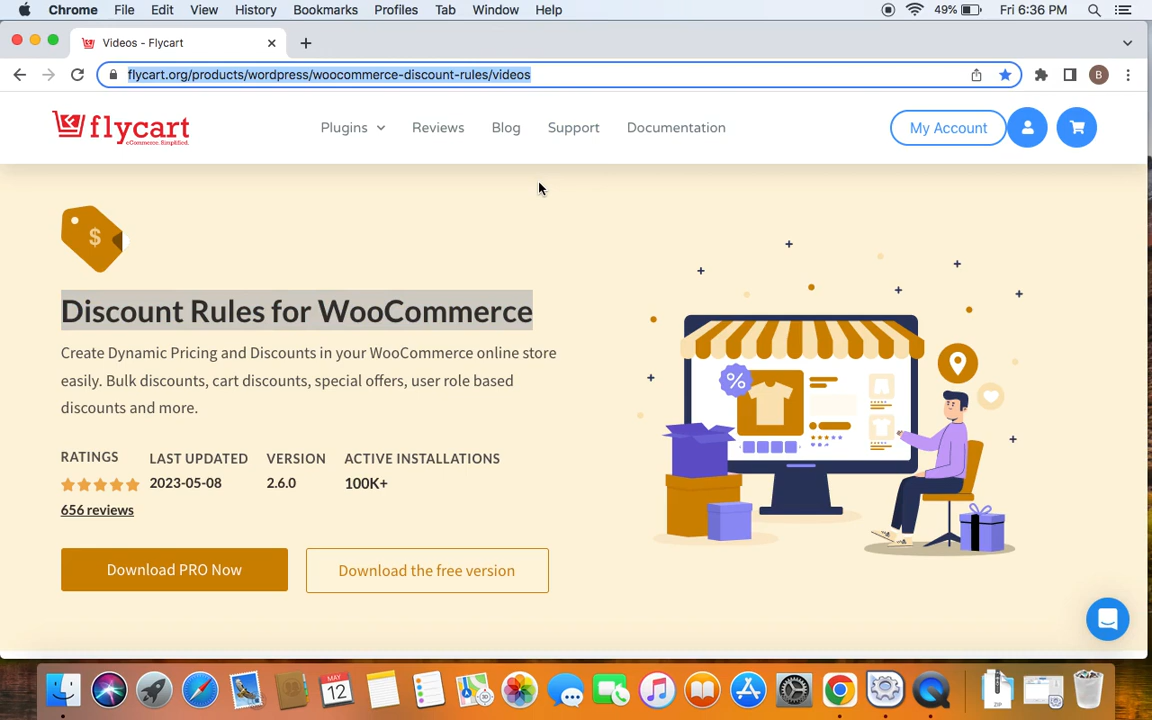 Chrome File Edit View History Bookmarks Profiles Tab Window Help 49% Fri 6:36 PM
Videos - Flycart
flycart.org/products/wordpress/woocommerce-discount-rules/videos B
flycart Plugins Reviews Blog Support Documentation My Account
eCommerce. Simplified.
$
Discount Rules for WooCommerce
Create Dynamic Pricing and Discounts in your WooCommerce online store
easily. Bulk discounts, cart discounts, special offers, user role based
discounts and more.
%
RATINGS LAST UPDATED VERSION ACTIVE INSTALLATIONS
2023-05-08 2.6.0 100K+
656 reviews
Download PRO Now Download the free version
MAY
12
ZIP